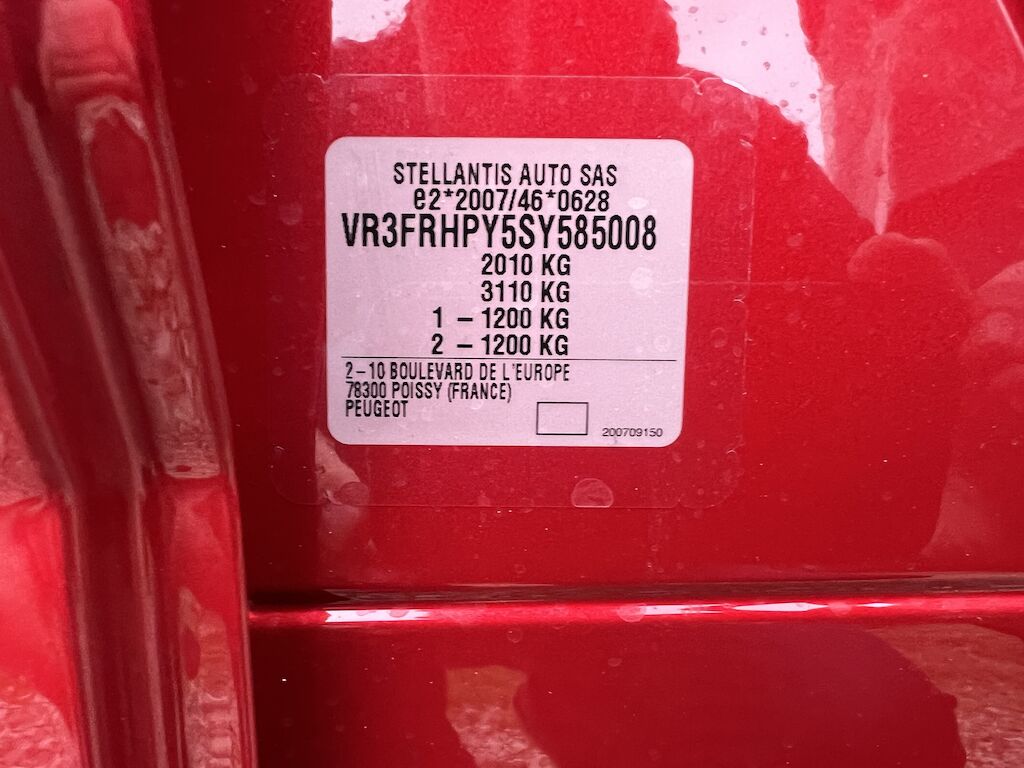 STELLANTIS AUTO SAS
e2*2007/46*0628
VR3FRHPY5SY585008
2010 KG
3110 KG
1 – 1200 KG
2 – 1200 KG
2–10 BOULEVARD DE L'EUROPE
78300 POISSY (FRANCE)
PEUGEOT
200709150